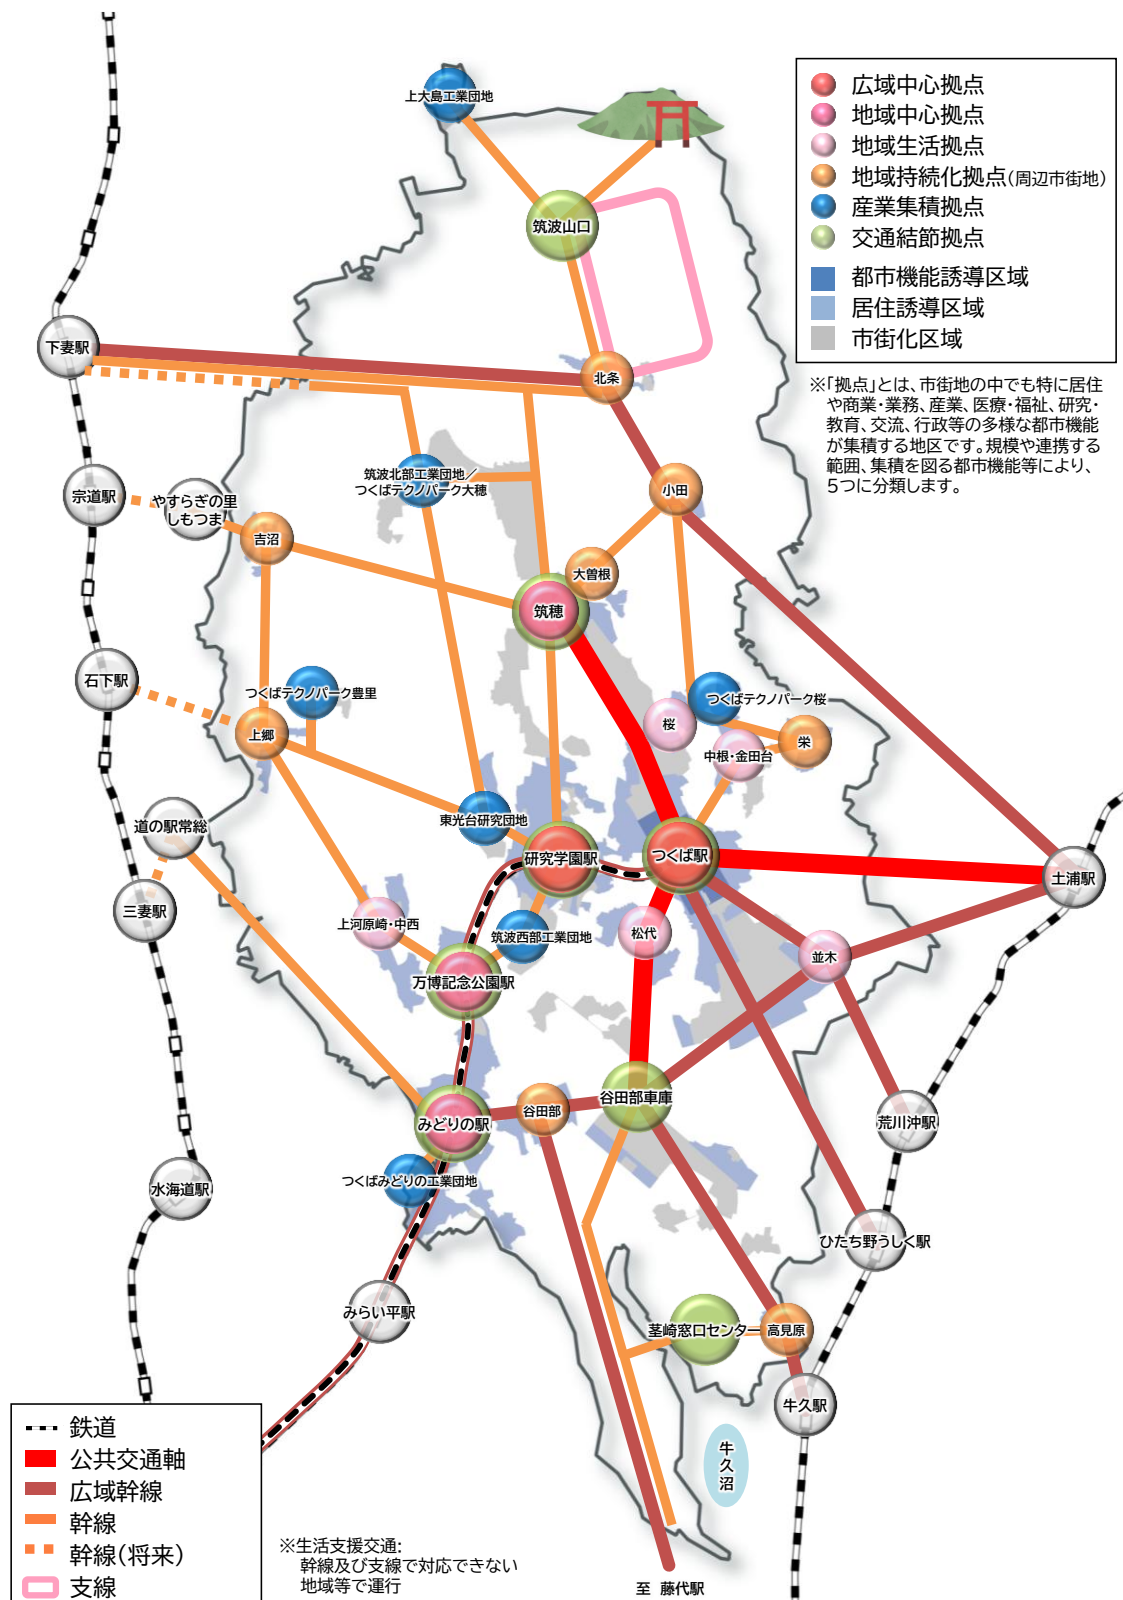 広域中心拠点
地域中心拠点
地域生活拠点
地域持続化拠点(周辺市街地)
産業集積拠点
交通結節拠点
都市機能誘導区域
居住誘導区域
市街化区域
※「拠点」とは、市街地の中でも特に居住
や商業・業務、産業、医療・福祉、研究・
教育、交流、行政等の多様な都市機能
が集積する地区です。規模や連携する
範囲、集積を図る都市機能等により、
5つに分類します。
上大島工業団地
筑波山口
下妻駅
北条
筑波北部工業団地／
つくばテクノパーク大穂
小田
宗道駅
やすらぎの里
しもつま
吉沼
大曽根
筑穂
石下駅
つくばテクノパーク豊里
つくばテクノパーク桜
上郷
桜
栄
中根・金田台
道の駅常総
東光台研究団地
研究学園駅
つくば駅
土浦駅
三妻駅
上河原崎・中西
筑波西部工業団地
松代
並木
万博記念公園駅
谷田部車庫
谷田部
みどりの駅
荒川沖駅
つくばみどりの工業団地
水海道駅
ひたち野うしく駅
みらい平駅
茎崎窓口センター
高見原
牛久駅
牛久沼
至 藤代駅
鉄道
公共交通軸
広域幹線
幹線
幹線(将来)
支線
※生活支援交通:
幹線及び支線で対応できない
地域等で運行